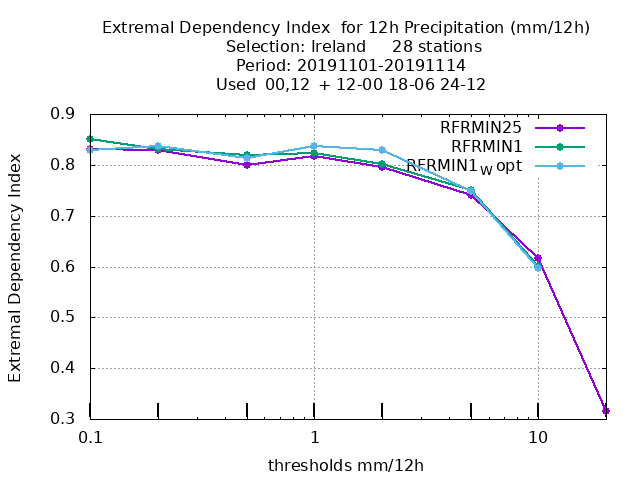 Extremal Dependency Index  for 12h Precipitation (mm/12h)
Selection: Ireland     28 stations
Period: 20191101-20191114
Used  00,12  + 12-00 18-06 24-12
RFRMIN25
RFRMIN1
RFRMIN1w opt
Extremal Dependency Index
0.9
0.8
0.7
0.6
0.5
0.4
0.3
0.1
1
10
thresholds mm/12h